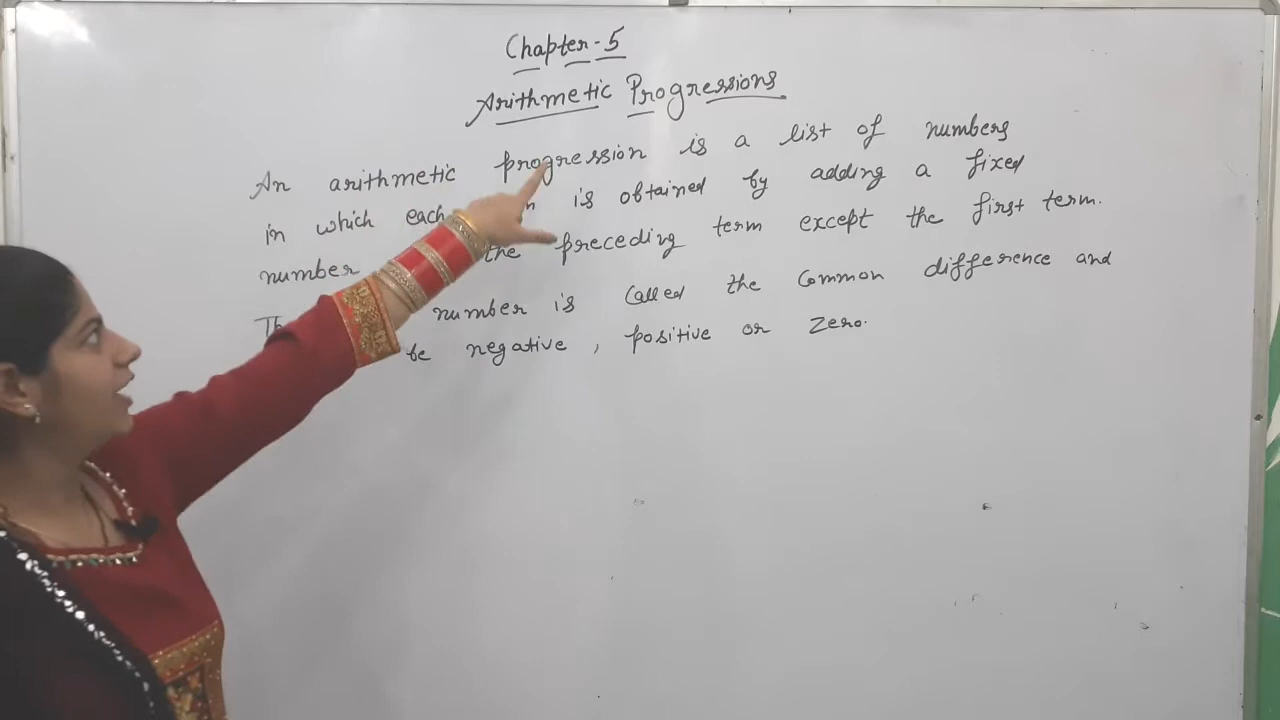 Chapter-5
Arithmetic Progressions
An arithmetic progression is a list of numbers
in which each is obtained by adding a fixed
number the preceding term except the first term.
number is called the common difference and
be negative, positive or zero.